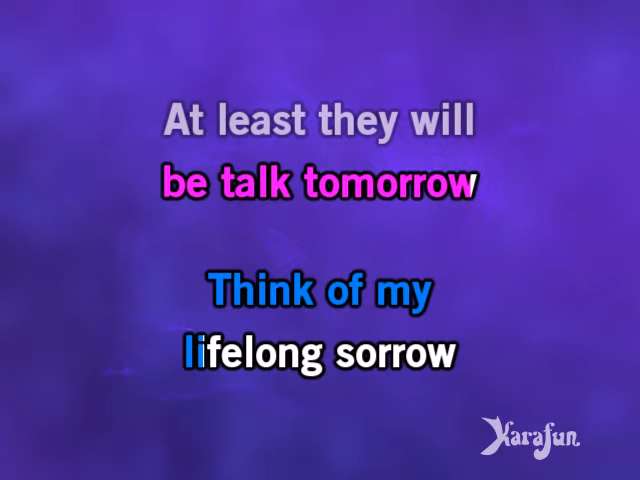 At least they will
be talk tomorrow
Think of my
lifelong sorrow
Karafun